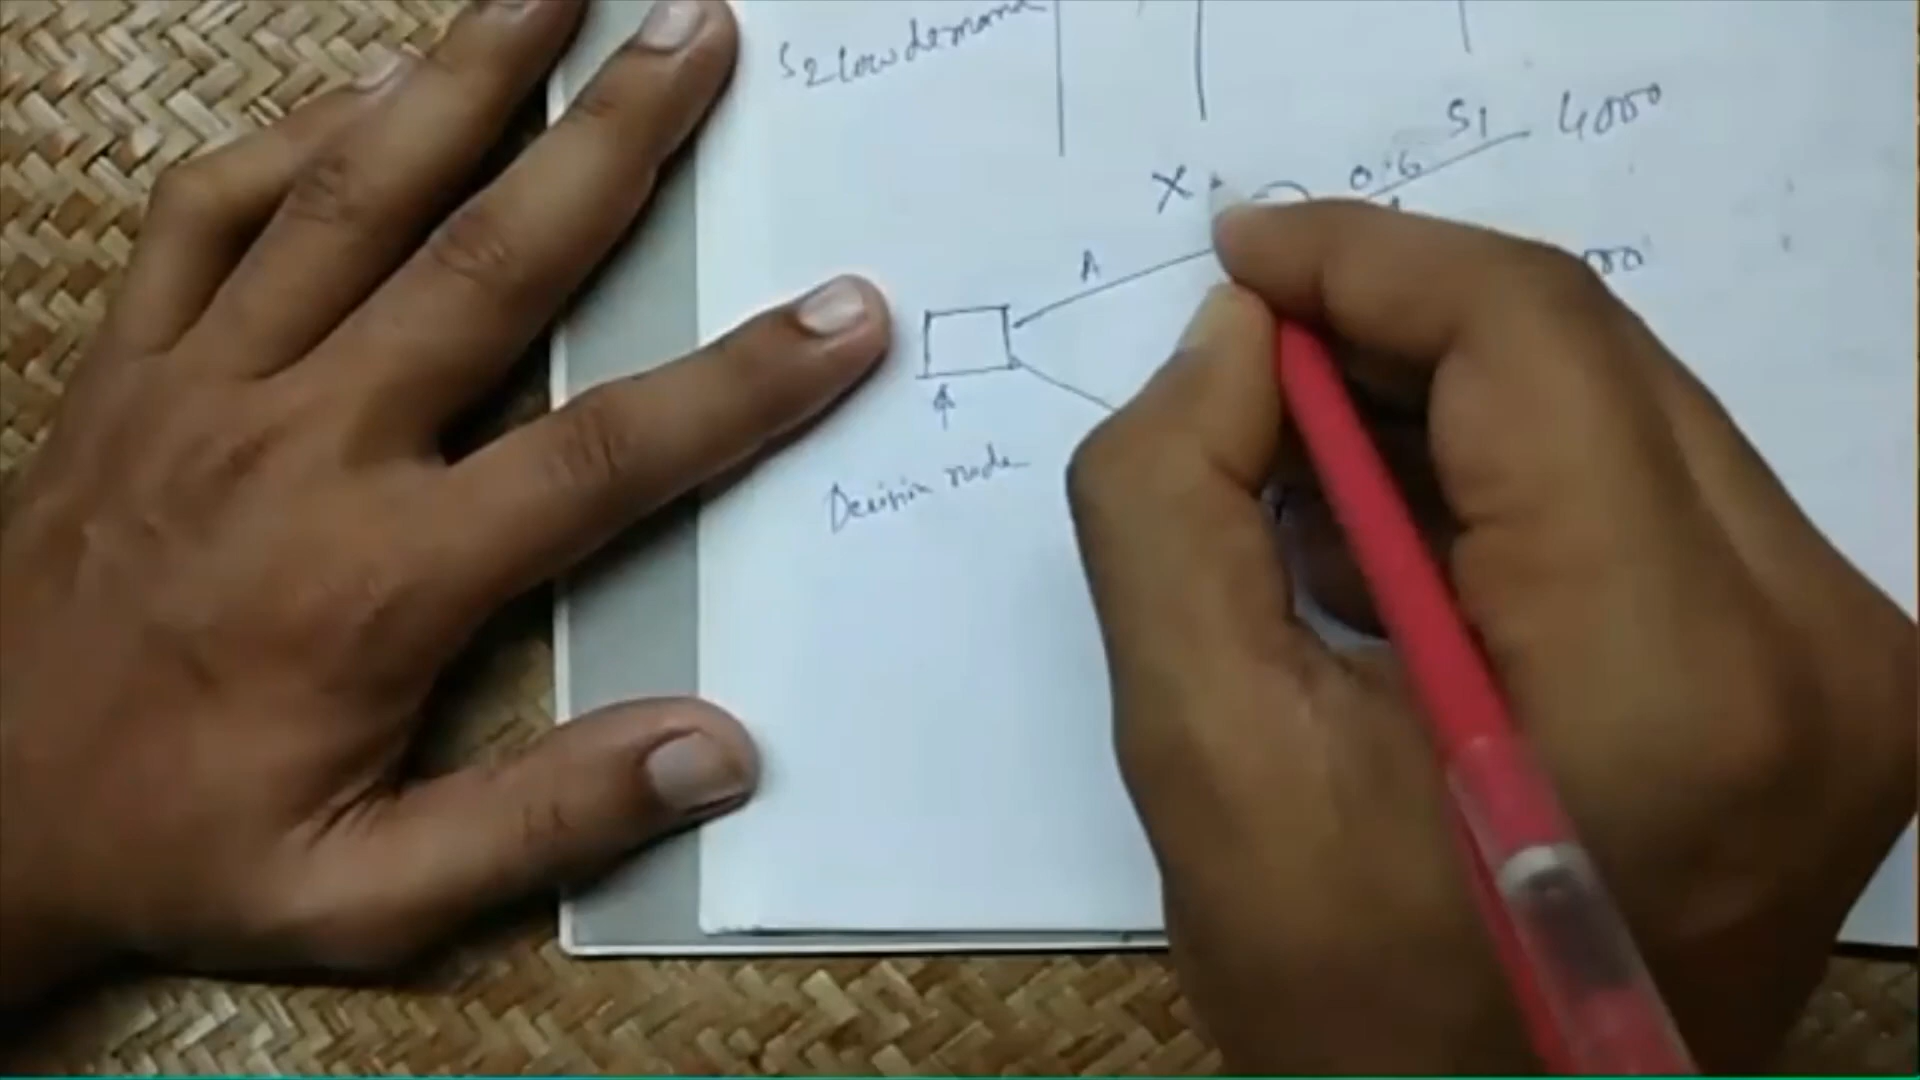 S2 low demand
S1 4000
X 0.6
A
Decision node